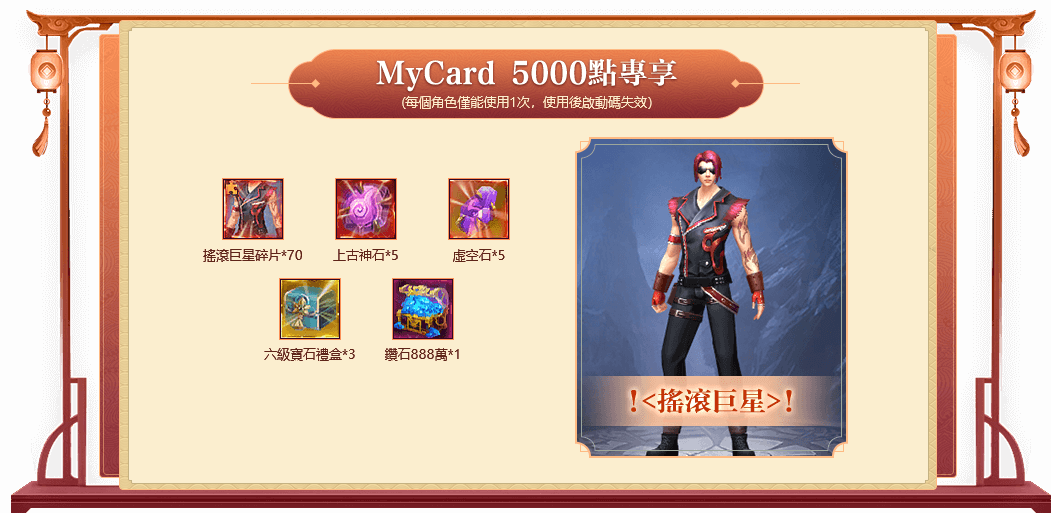 MyCard 5000點專享
(每個角色僅能使用1次，使用後啟動碼失效)
搖滾巨星碎片*70
上古神石*5
虛空石*5
六級寶石禮盒*3
鑽石888萬*1
!<搖滾巨星>!